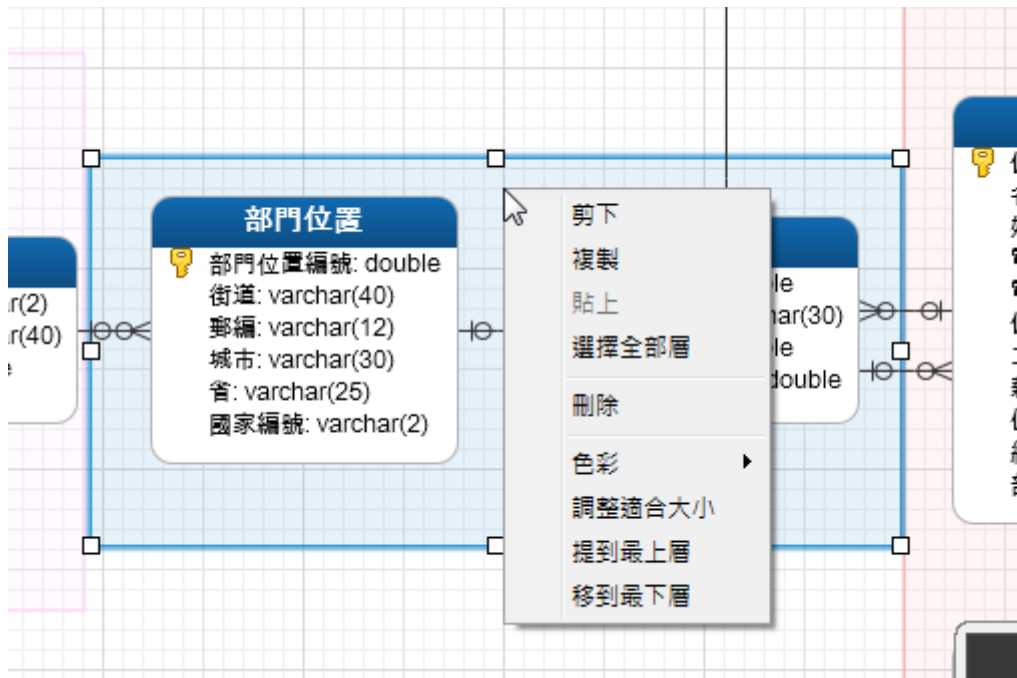 部門位置
部門位置編號: double
街道: varchar(40)
郵編: varchar(12)
城市: varchar(30)
省: varchar(25)
國家編號: varchar(2)
r(2)
r(40)
剪下
複製
貼上
選擇全部層
刪除
色彩
調整適合大小
提到最上層
移到最下層
le
ar(30)
le
double